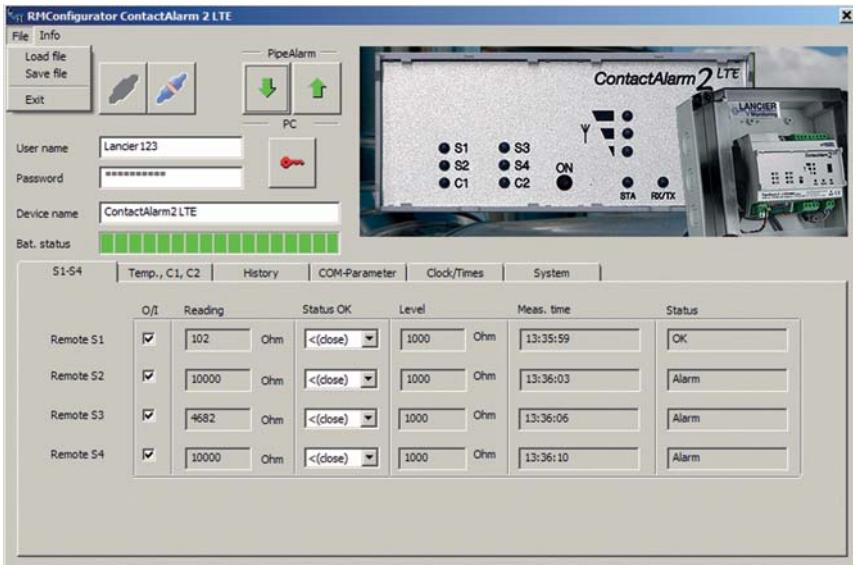 RMConfigurator ContactAlarm 2 LTE
File Info
Load file
Save file
Exit
PipeAlarm
PC
User name Lancier123
Password **********
Device name ContactAlarm2 LTE
Bat. status
ContactAlarm 2 LTE
S1 S3
S2 S4
C1 C2
ON
STA RX/TX
LANCIER
Monitoring
S1-S4 Temp., C1, C2 History COM-Parameter Clock/Times System
O/I Reading Status OK Level Meas. time Status
Remote S1 102 Ohm <(close) 1000 Ohm 13:35:59 OK
Remote S2 10000 Ohm <(close) 1000 Ohm 13:36:03 Alarm
Remote S3 4682 Ohm <(close) 1000 Ohm 13:36:06 Alarm
Remote S4 10000 Ohm <(close) 1000 Ohm 13:36:10 Alarm